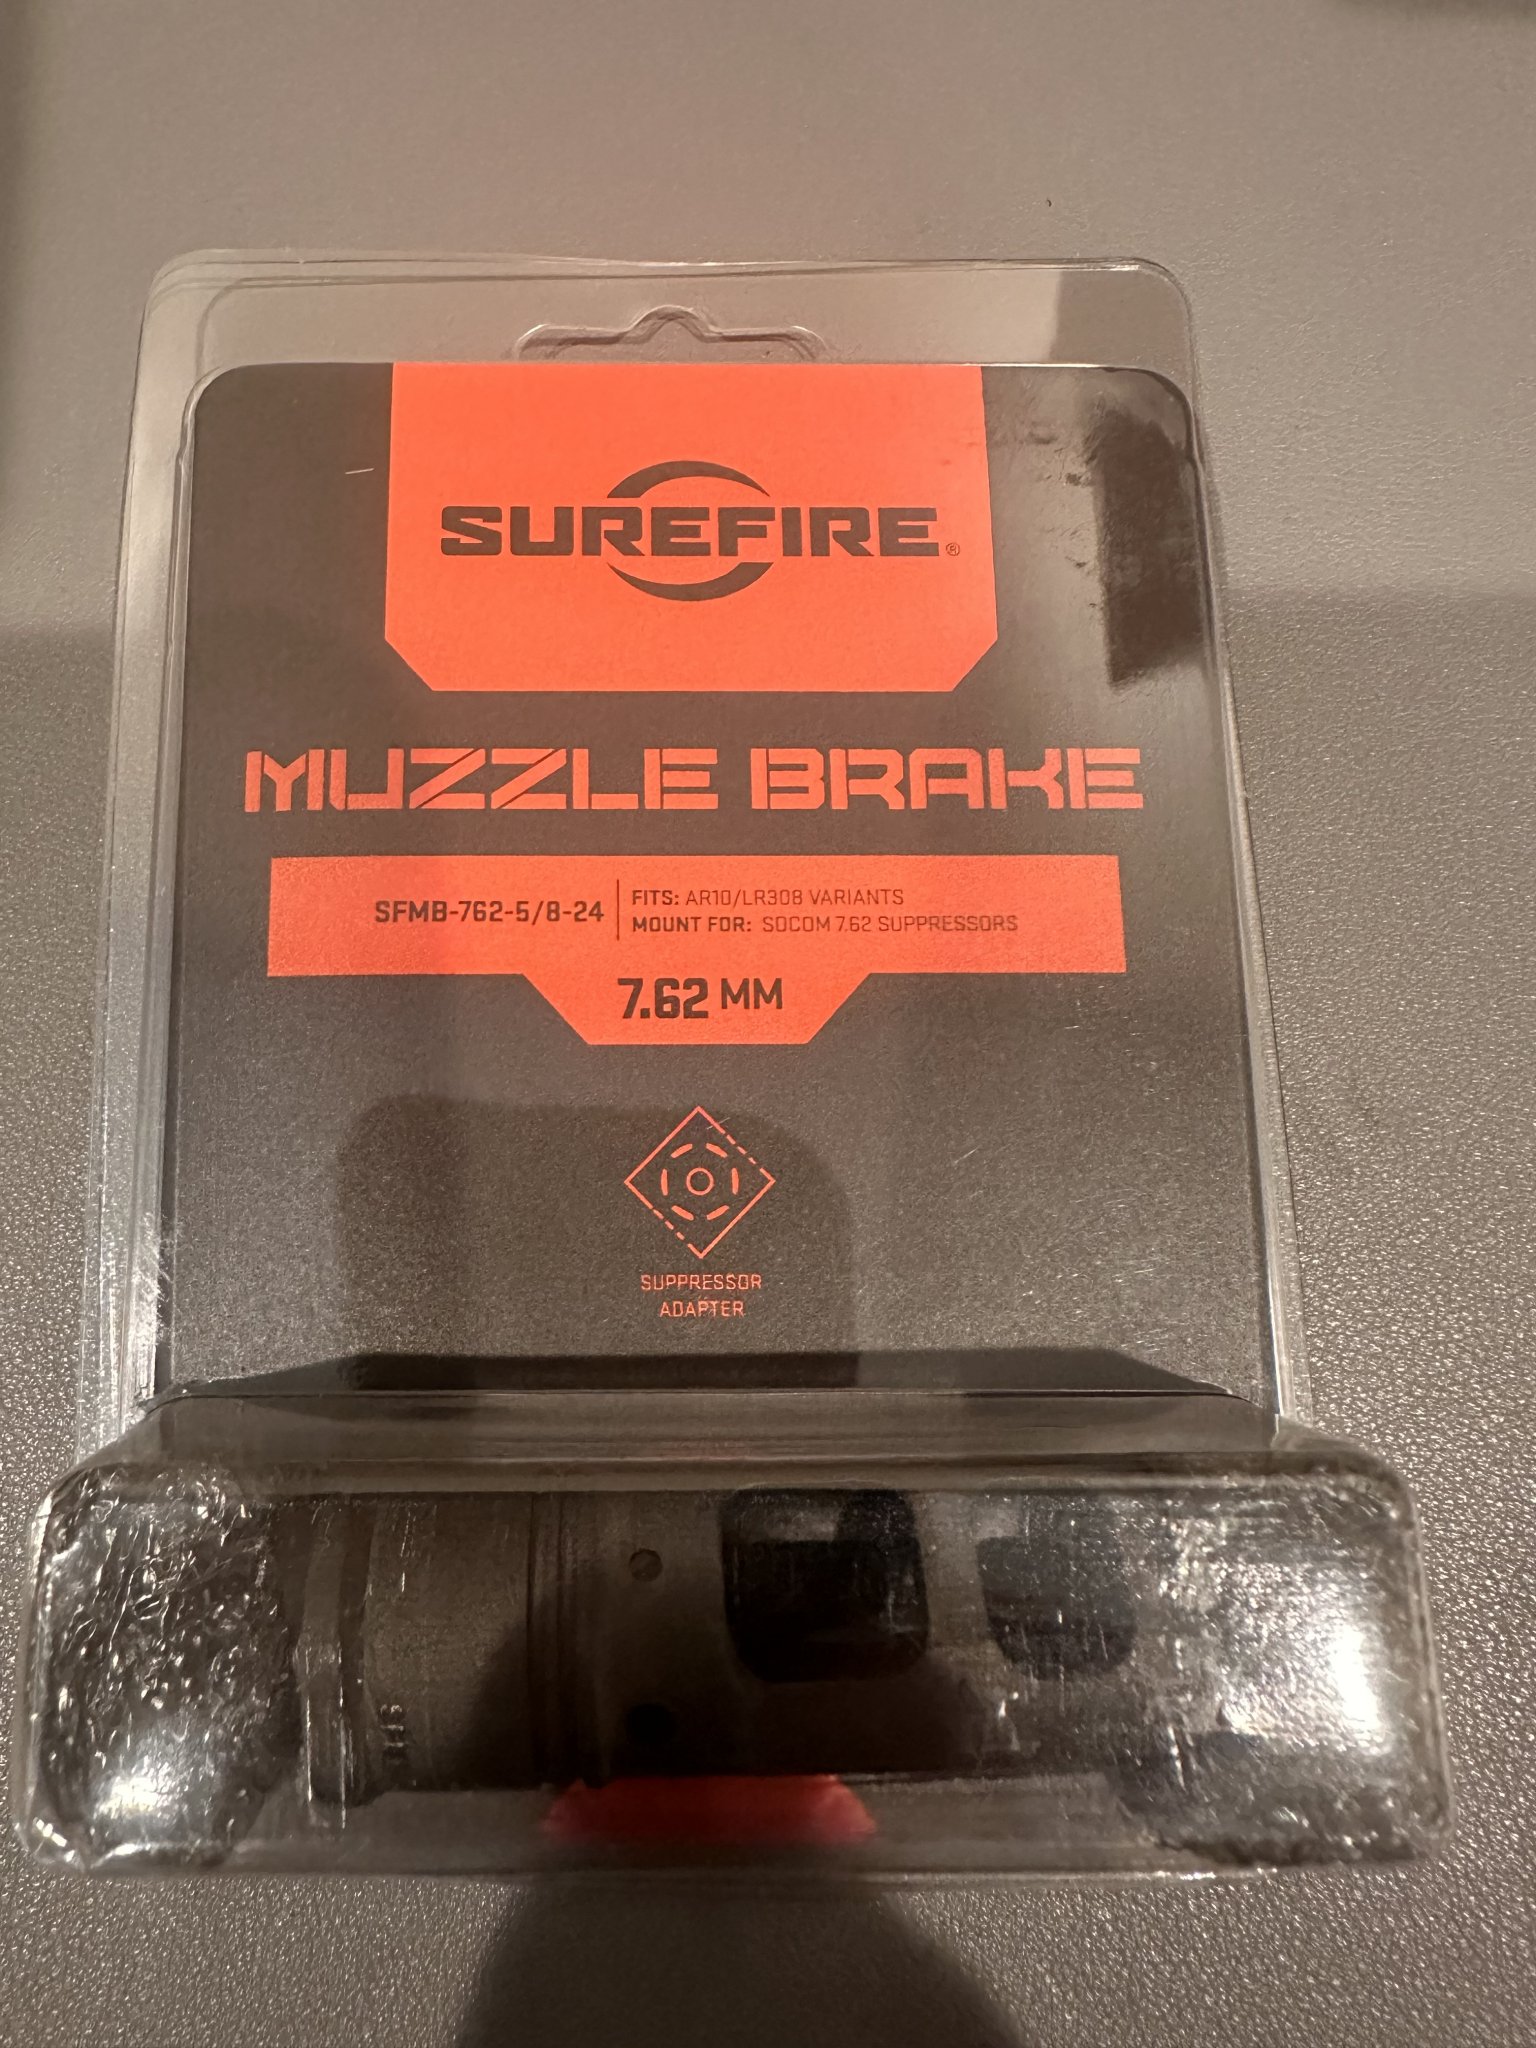 SUREFIRE®
MUZZLE BRAKE
SFMB-762-5/8-24
FITS: AR10/LR308 VARIANTS
MOUNT FOR: SOCOM 7.62 SUPPRESSORS
7.62 MM
SUPPRESSOR
ADAPTER